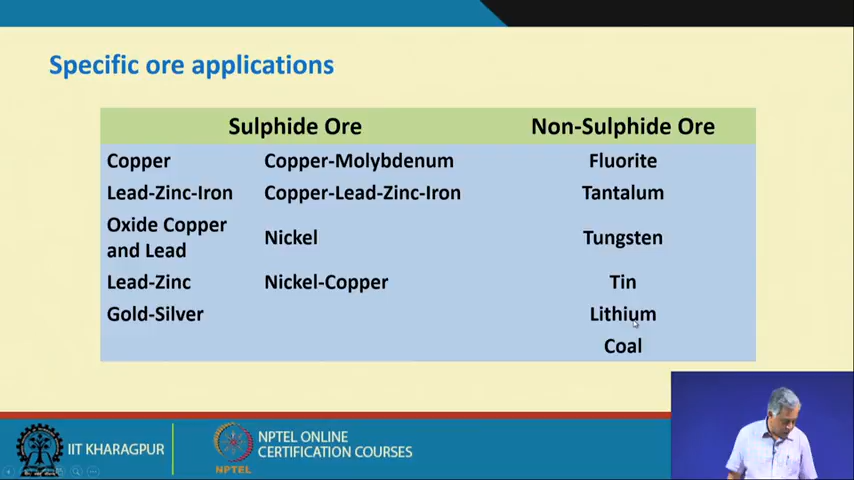 Specific ore applications
Sulphide Ore Non-Sulphide Ore
Copper Copper-Molybdenum Fluorite
Lead-Zinc-Iron Copper-Lead-Zinc-Iron Tantalum
Oxide Copper
and Lead Nickel Tungsten
Lead-Zinc Nickel-Copper Tin
Gold-Silver Lithium
Coal
IIT KHARAGPUR
NPTEL
NPTEL ONLINE
CERTIFICATION COURSES